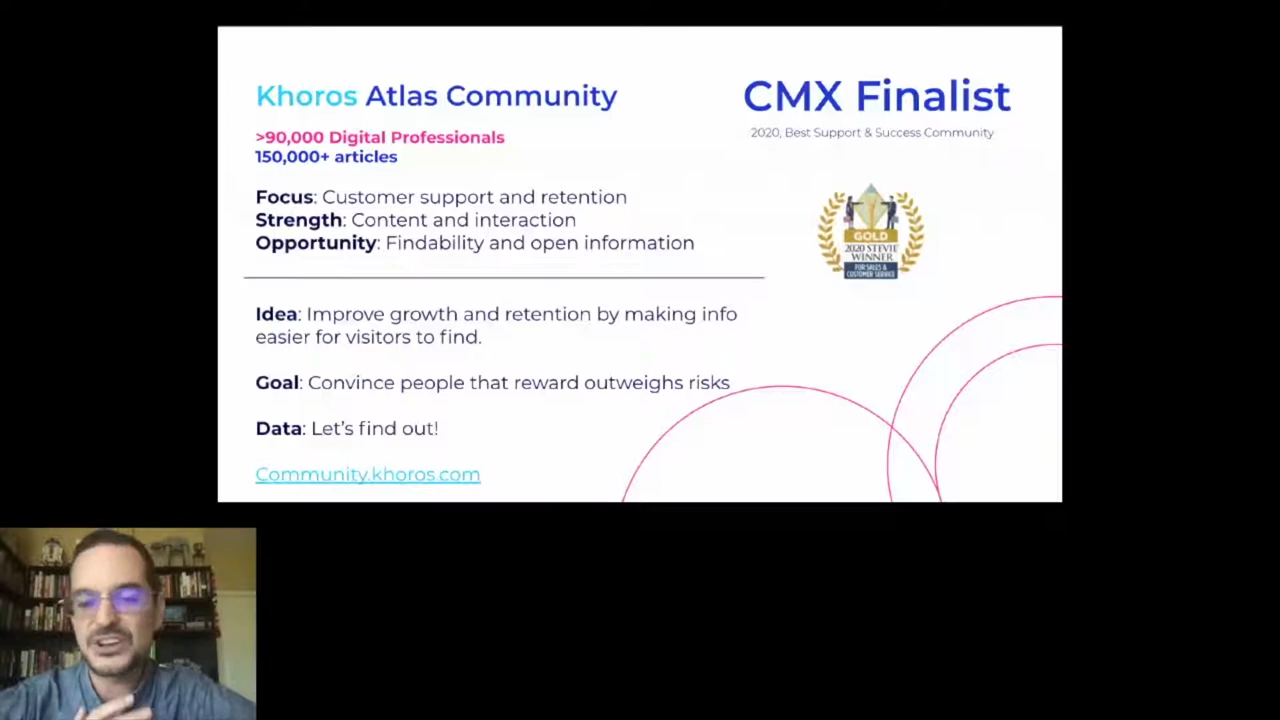 Khoros Atlas Community
>90,000 Digital Professionals
150,000+ articles
Focus: Customer support and retention
Strength: Content and interaction
Opportunity: Findability and open information
Idea: Improve growth and retention by making info
easier for visitors to find.
Goal: Convince people that reward outweighs risks
Data: Let's find out!
Community.khoros.com
CMX Finalist
2020, Best Support & Success Community
GOLD
2020 STEVIE
WINNER
FOR SALES &
CUSTOMER SERVICE